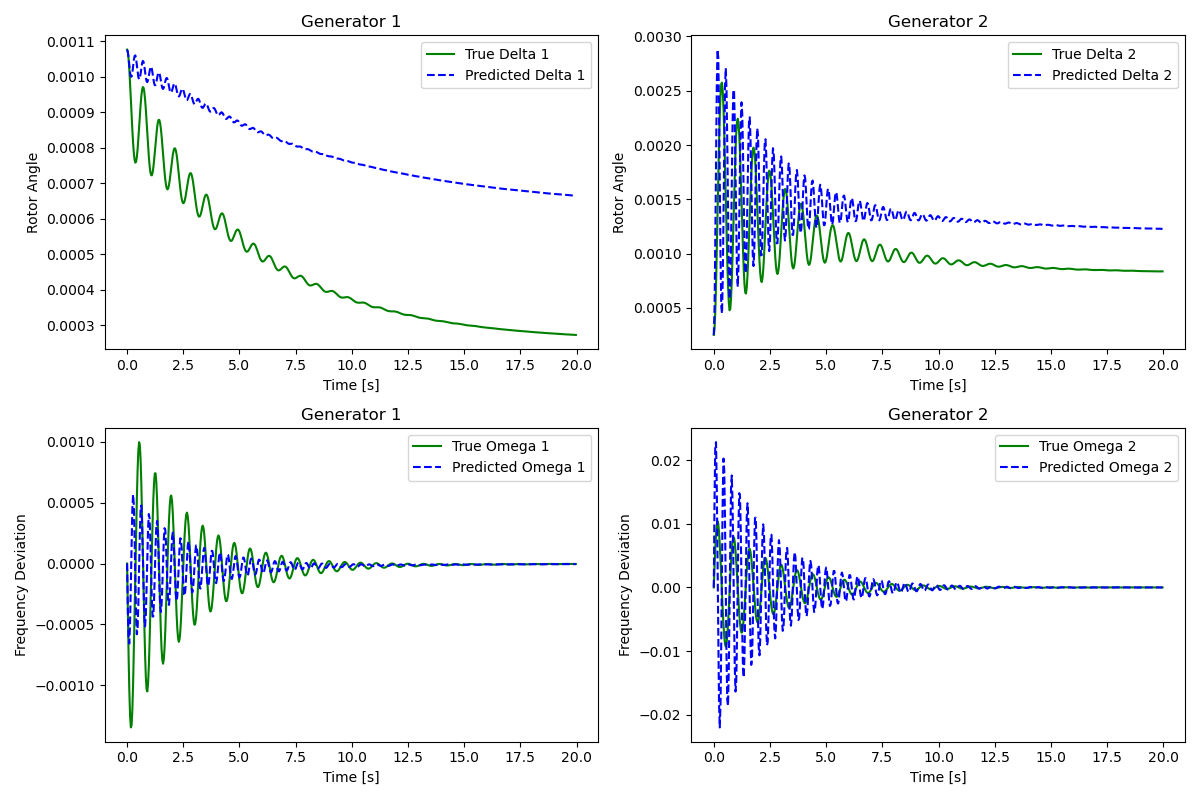 Generator 1
Rotor Angle
0.0011
0.0010
0.0009
0.0008
0.0007
0.0006
0.0005
0.0004
0.0003
True Delta 1
Predicted Delta 1
0.0 2.5 5.0 7.5 10.0 12.5 15.0 17.5 20.0
Time [s]
Generator 2
Rotor Angle
0.0030
0.0025
0.0020
0.0015
0.0010
0.0005
True Delta 2
Predicted Delta 2
0.0 2.5 5.0 7.5 10.0 12.5 15.0 17.5 20.0
Time [s]
Generator 1
Frequency Deviation
0.0010
0.0005
0.0000
−0.0005
−0.0010
True Omega 1
Predicted Omega 1
0.0 2.5 5.0 7.5 10.0 12.5 15.0 17.5 20.0
Time [s]
Generator 2
Frequency Deviation
0.02
0.01
0.00
−0.01
−0.02
True Omega 2
Predicted Omega 2
0.0 2.5 5.0 7.5 10.0 12.5 15.0 17.5 20.0
Time [s]